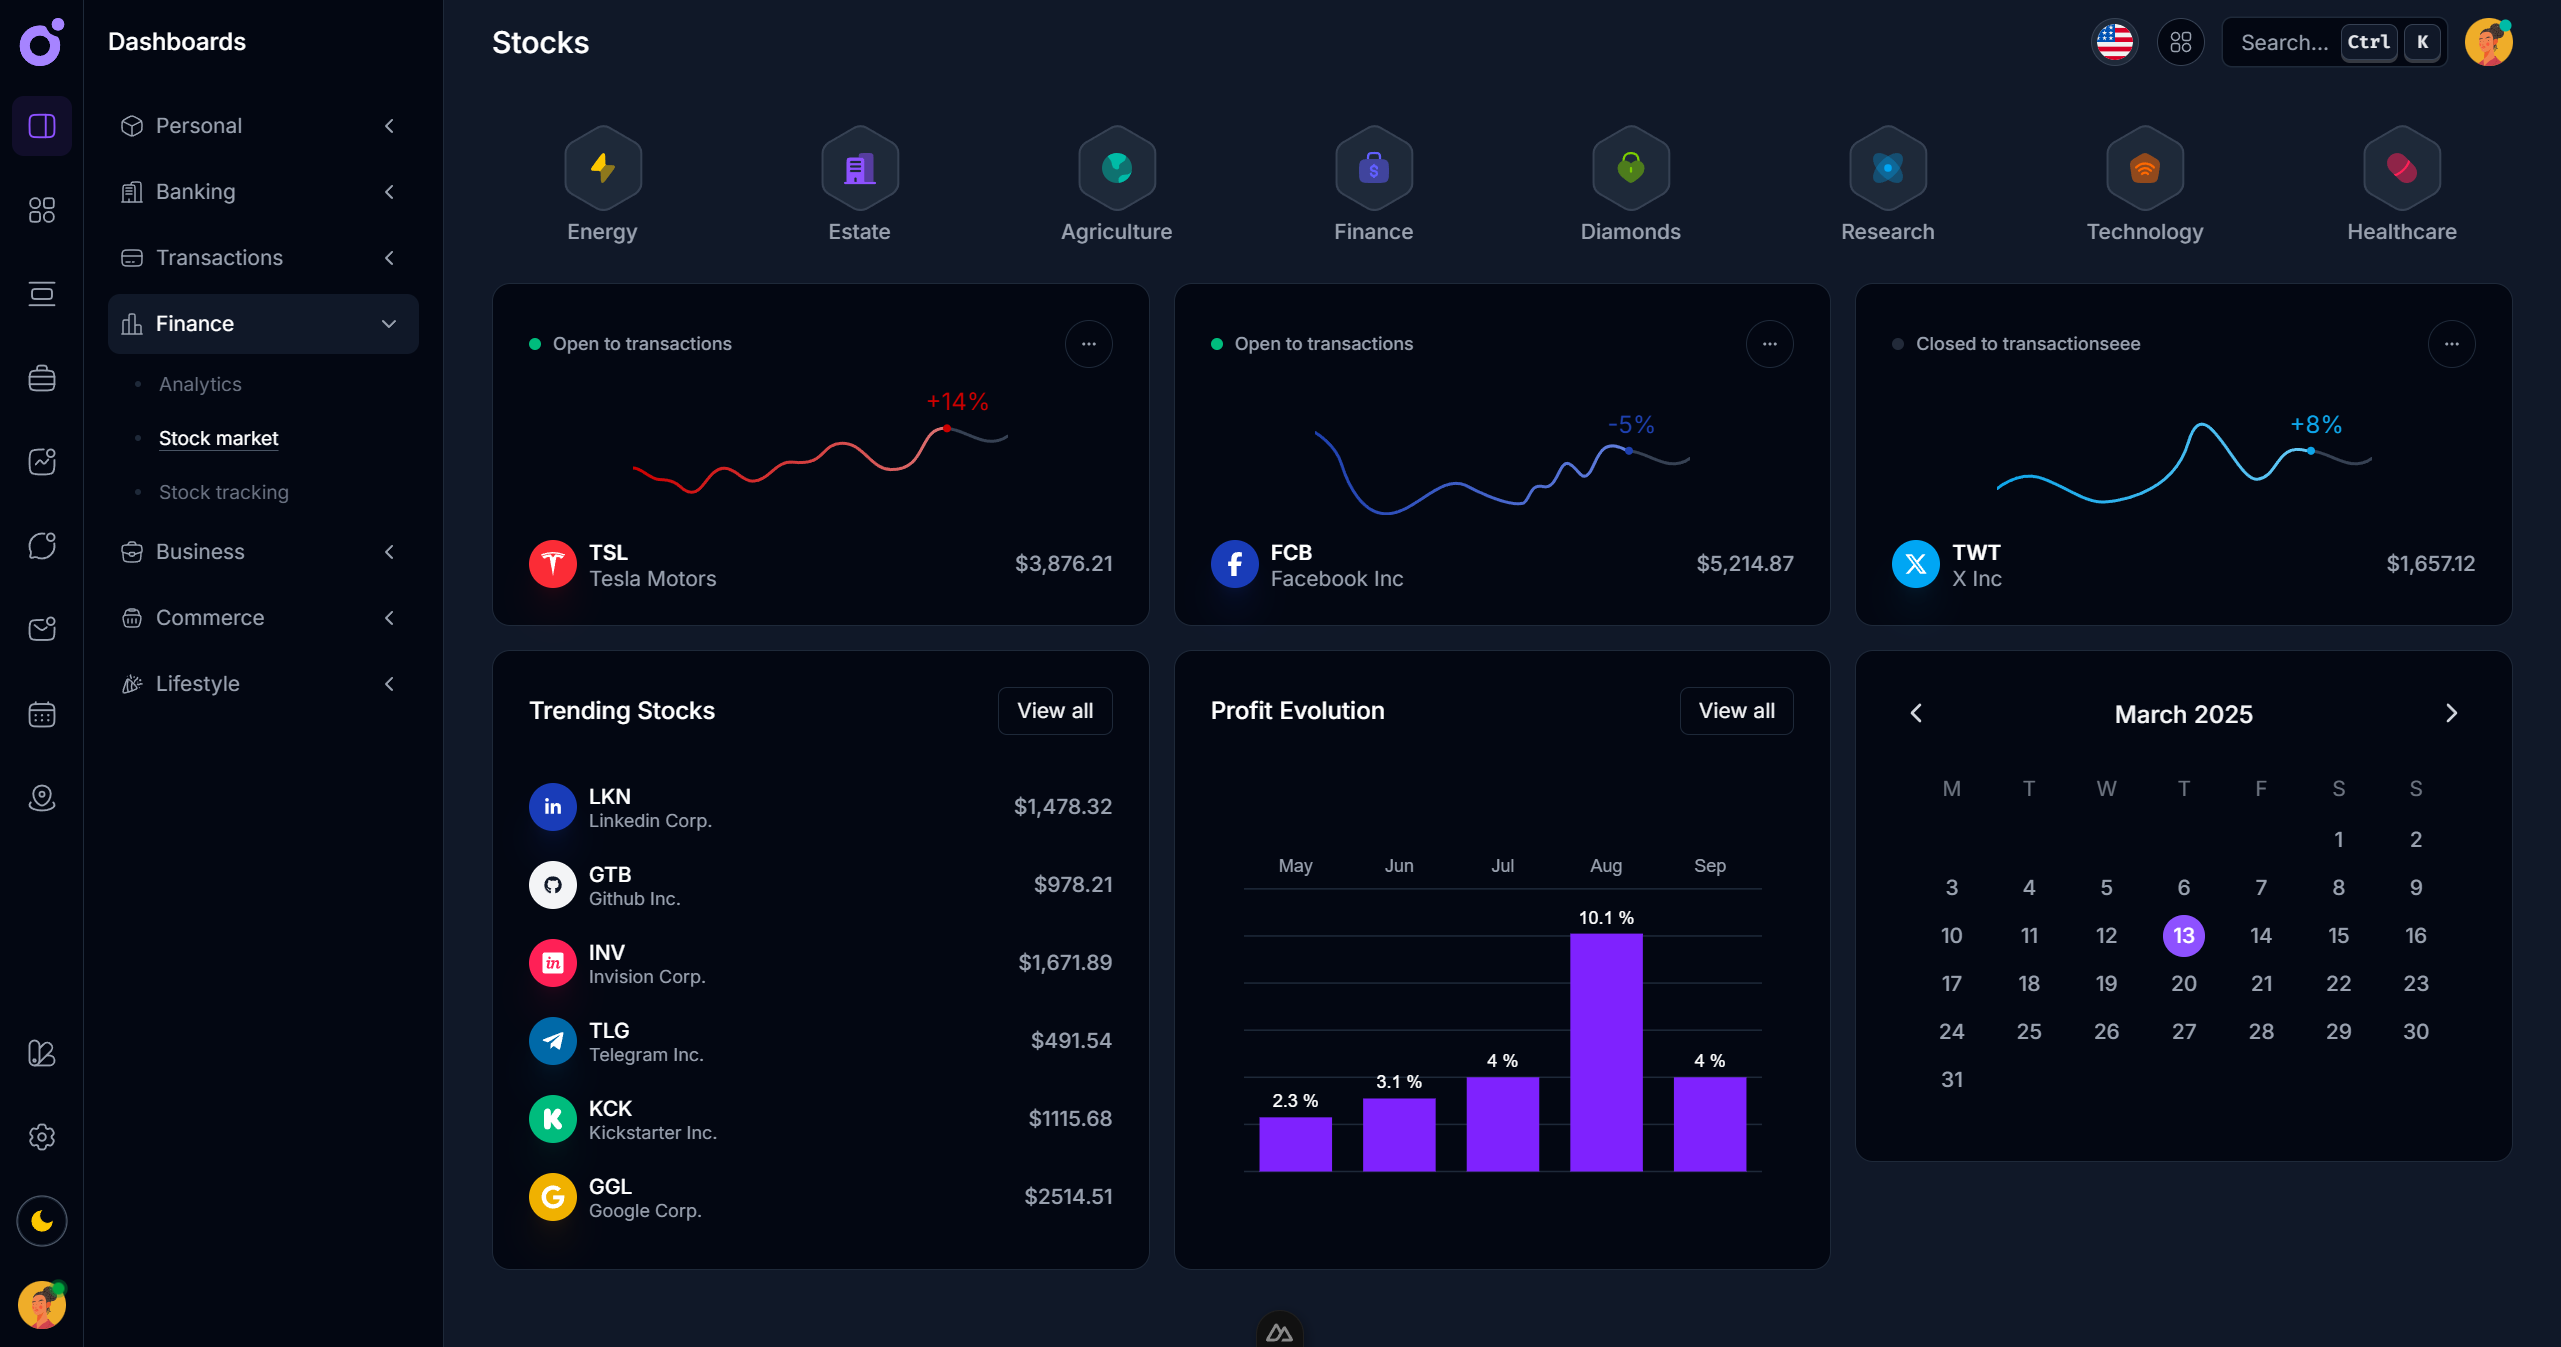 Dashboards
Personal
Banking
Transactions
Finance
Analytics
Stock market
Stock tracking
Business
Commerce
Lifestyle
Stocks
Search... Ctrl K
Energy Estate Agriculture Finance Diamonds Research Technology Healthcare
Open to transactions
+14%
TSL
Tesla Motors
$3,876.21
Open to transactions
-5%
FCB
Facebook Inc
$5,214.87
Closed to transactionseee
+8%
TWT
X Inc
$1,657.12
Trending Stocks View all
in
LKN
Linkedin Corp.
$1,478.32
GTB
Github Inc.
$978.21
in
INV
Invision Corp.
$1,671.89
TLG
Telegram Inc.
$491.54
K
KCK
Kickstarter Inc.
$1115.68
G
GGL
Google Corp.
$2514.51
Profit Evolution View all
May Jun Jul Aug Sep
10.1 %
4 % 4 %
3.1 %
2.3 %
March 2025
M T W T F S S
1 2
3 4 5 6 7 8 9
10 11 12 13 14 15 16
17 18 19 20 21 22 23
24 25 26 27 28 29 30
31